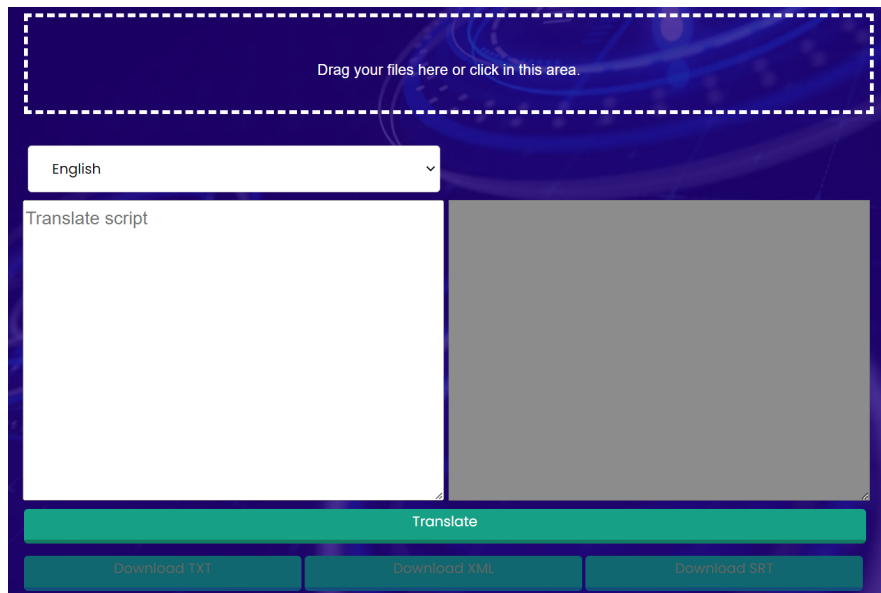 Drag your files here or click in this area.
English
Translate script
Translate
Download TXT
Download XML
Download SRT